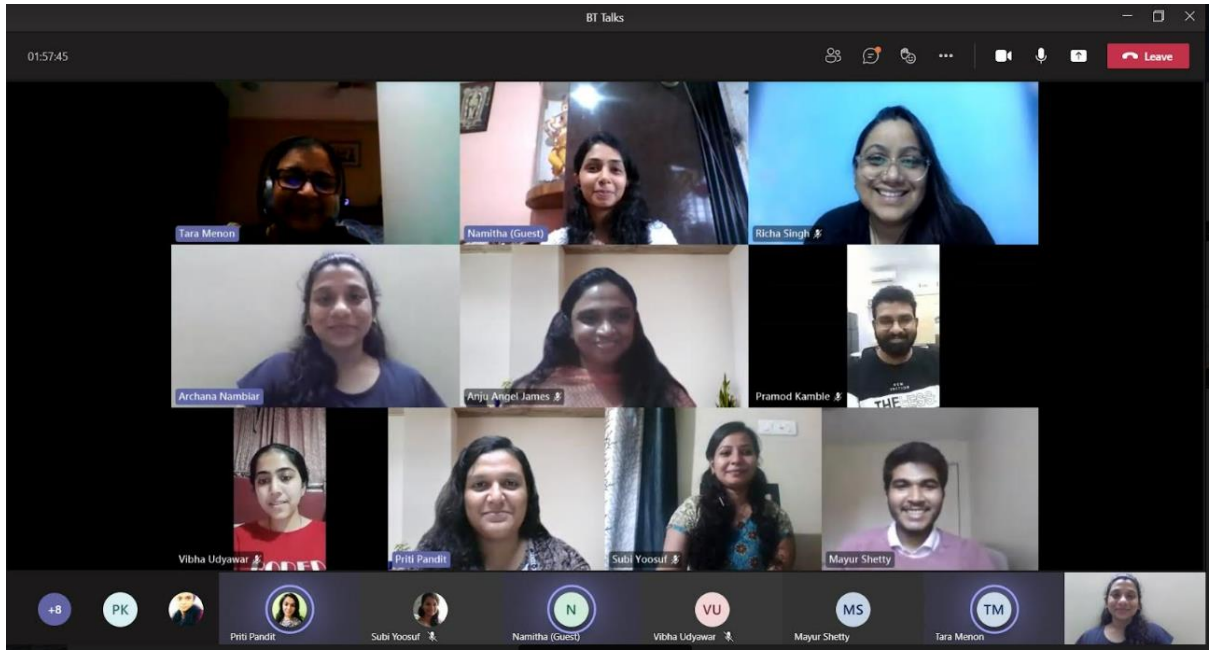 BT Talks
01:57:45
Leave
Tara Menon
Namitha (Guest)
Richa Singh
Archana Nambiar
Anju Angel James
Pramod Kamble
THE
Vibha Udyawar
Priti Pandit
Subi Yoosuf
Mayur Shetty
+8
PK
N
VU
MS
TM
Priti Pandit
Subi Yoosuf
Namitha (Guest)
Vibha Udyawar
Mayur Shetty
Tara Menon